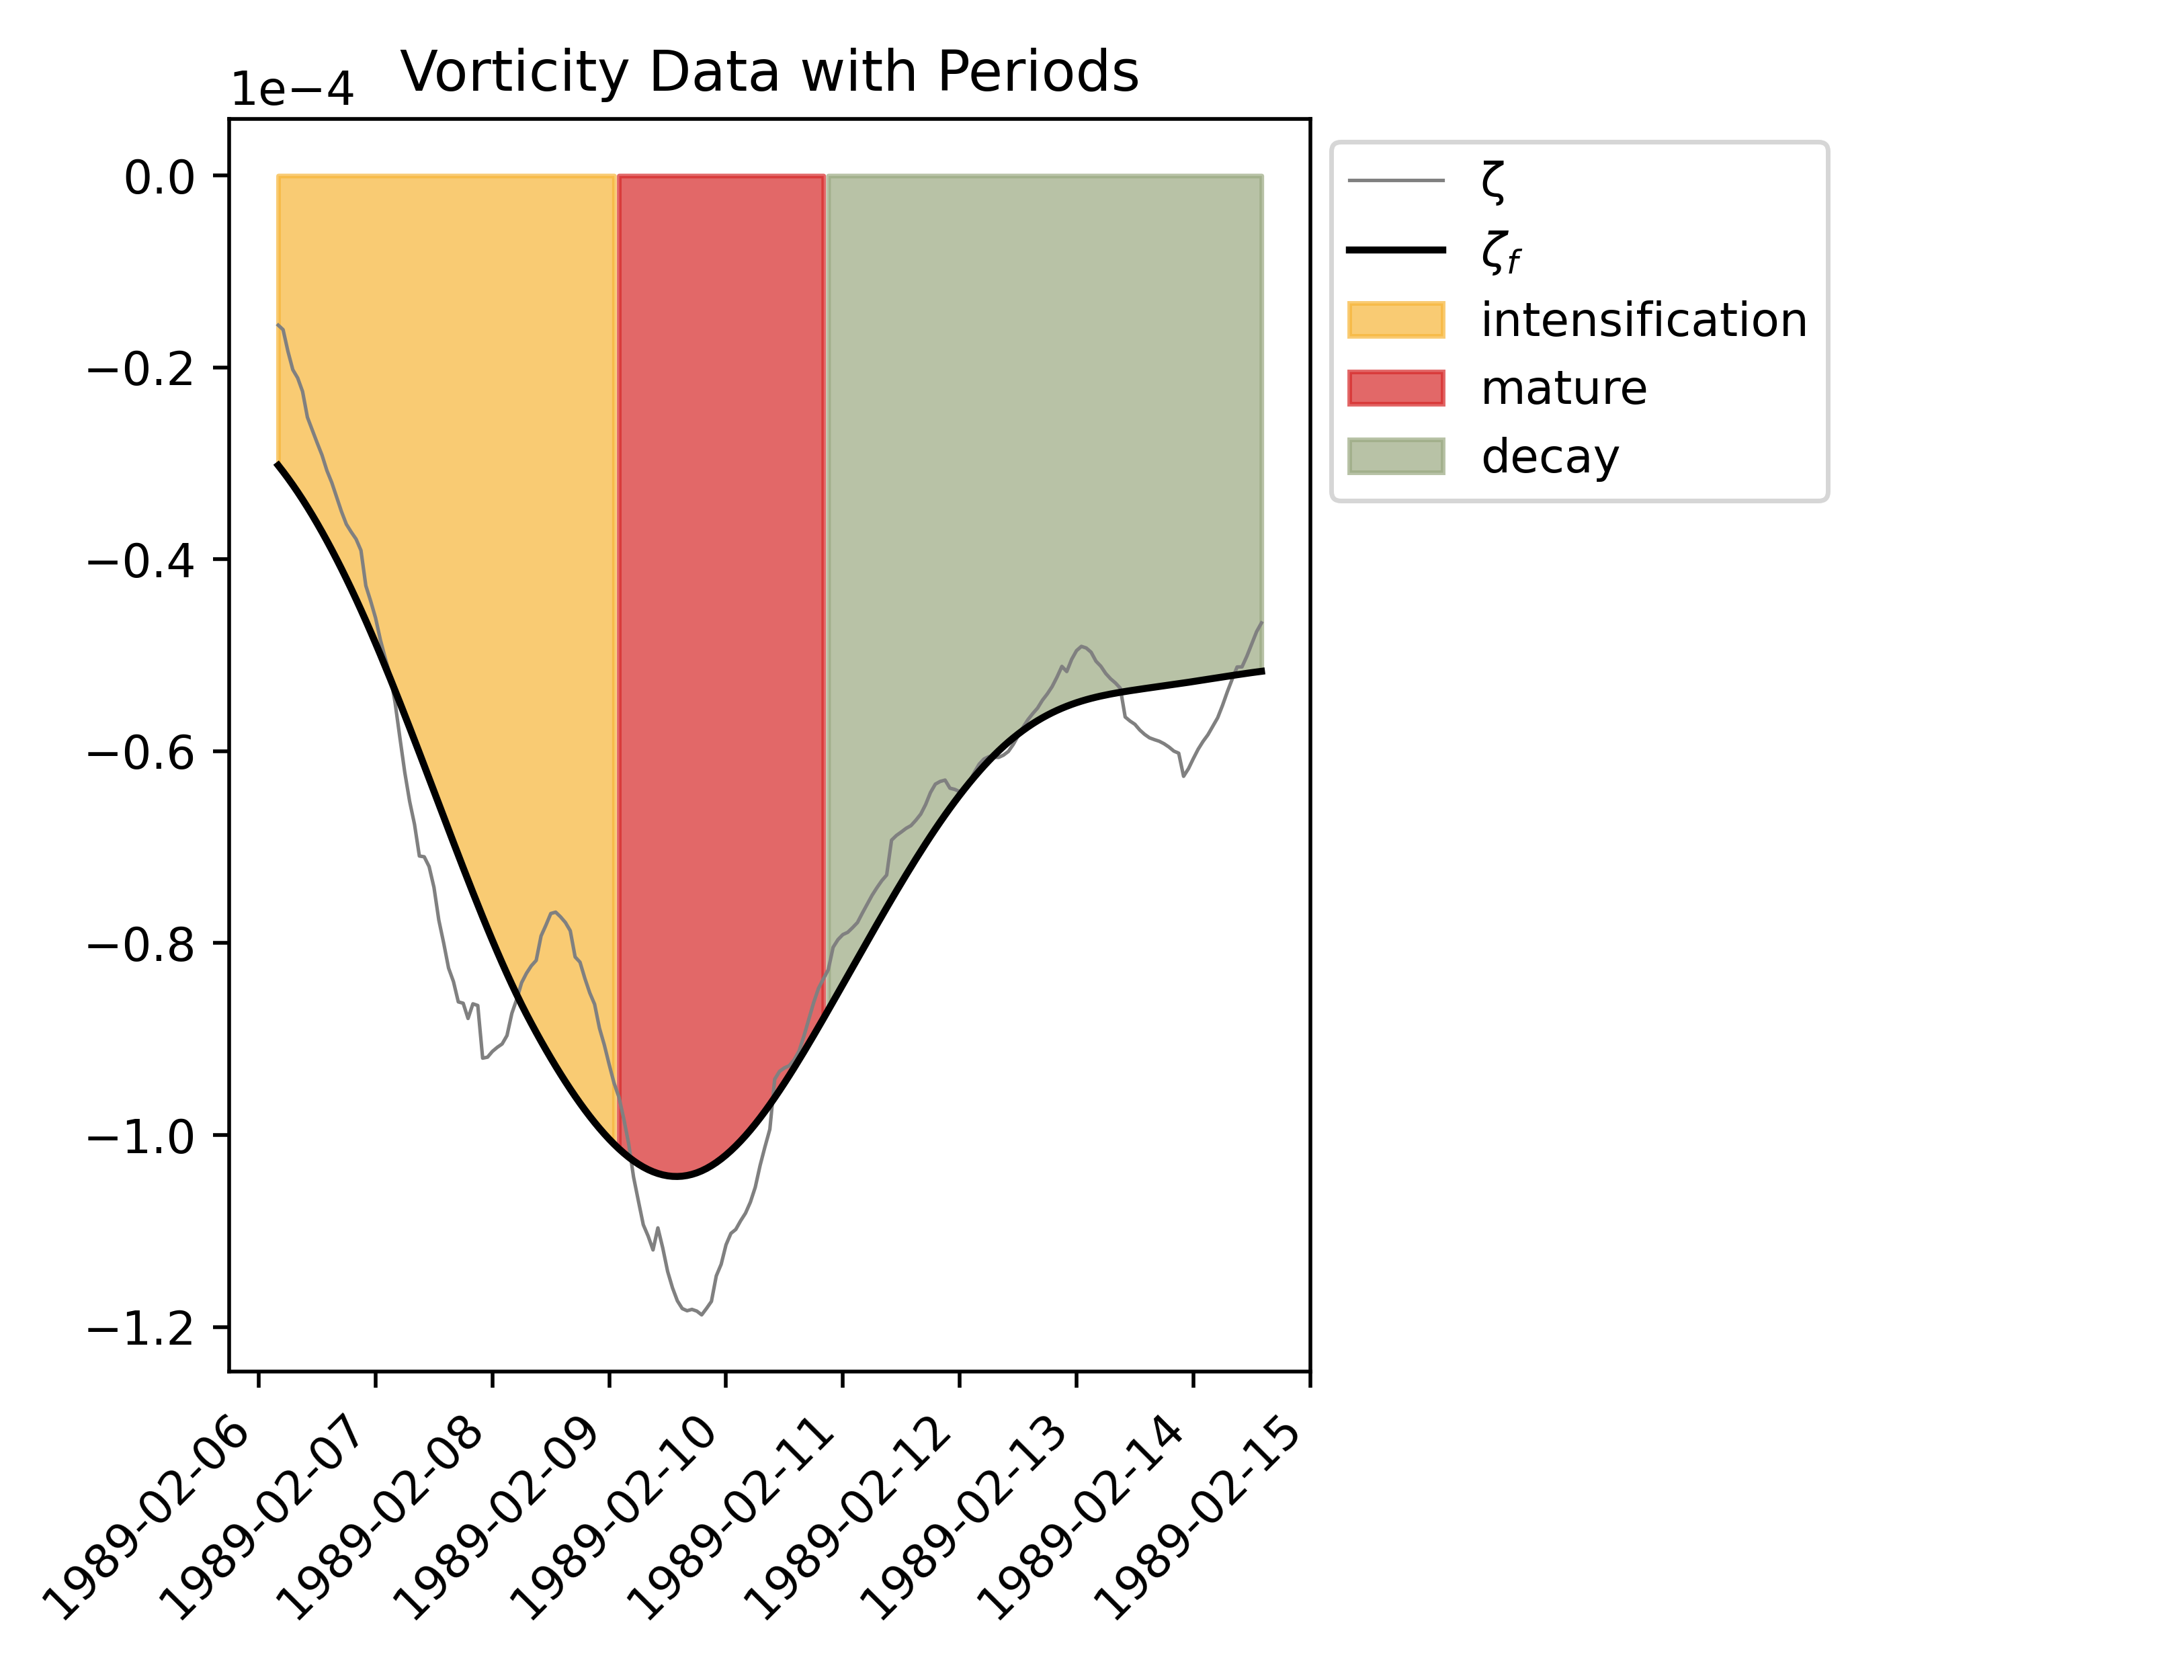 Vorticity Data with Periods
1e−4
0.0
−0.2
−0.4
−0.6
−0.8
−1.0
−1.2
1989-02-06
1989-02-07
1989-02-08
1989-02-09
1989-02-10
1989-02-11
1989-02-12
1989-02-13
1989-02-14
1989-02-15
ζ
ζ_f
intensification
mature
decay